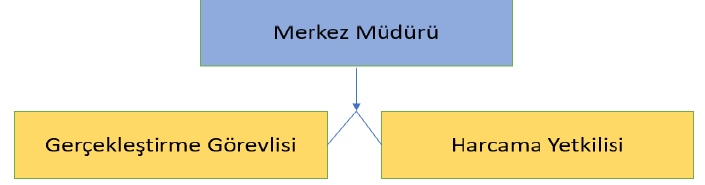 Merkez Müdürü
Gerçekleştirme Görevlisi
Harcama Yetkilisi